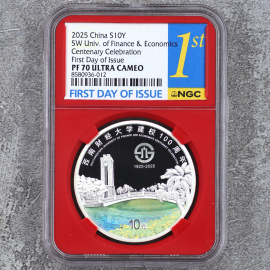 2025 China S10Y
SW Univ. of Finance & Economics
Centenary Celebration
First Day of Issue
PF 70 ULTRA CAMEO
8580936-012
1st
FIRST DAY OF ISSUE
NGC
西南财经大学建校100周年
1925-2025
10元